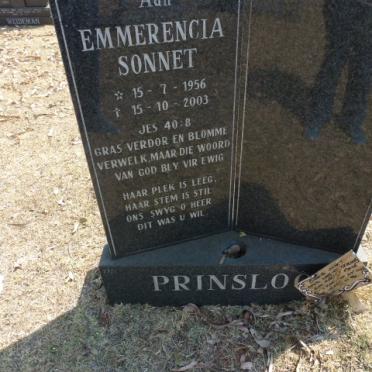 WEIDEMAN
Aan
EMMERENCIA
SONNET
☆ 15 - 7 - 1956
† 15 - 10 - 2003
JES 40:8
GRAS VERDOR EN BLOMME
VERWELK, MAAR DIE WOORD
VAN GOD BLY VIR EWIG
HAAR PLEK IS LEEG,
HAAR STEM IS STIL
ONS SWYG O HEER
DIT WAS U WIL
PRINSLOO